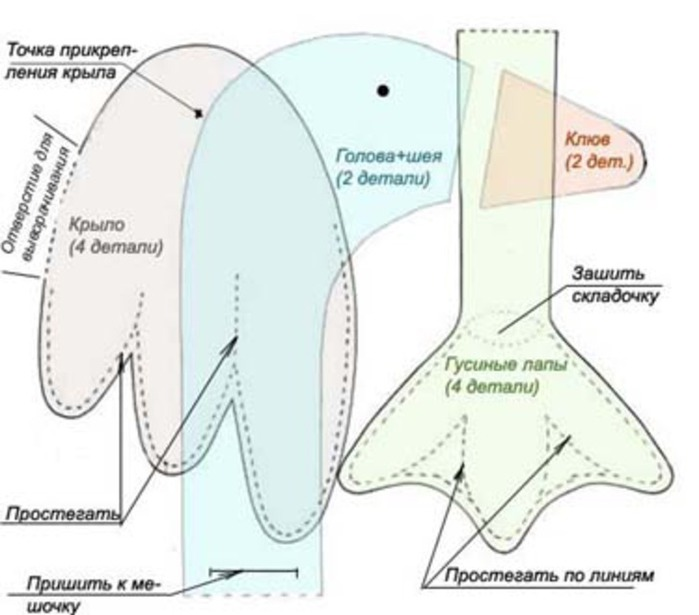 Точка прикреп-
ления крыла
Отверстие для
выворачивания
Крыло
(4 детали)
Голова+шея
(2 детали)
Клюв
(2 дет.)
Зашить
складочку
Гусиные лапы
(4 детали)
Простегать
Простегать по линиям
Пришить к ме-
шочку